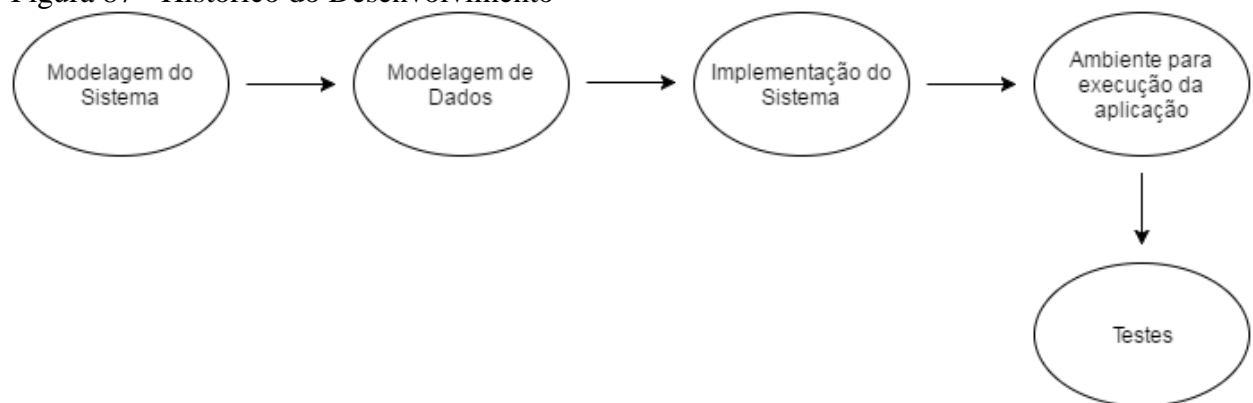 Figura 87 - Histórico do Desenvolvimento
Modelagem do
Sistema
Modelagem de
Dados
Implementação do
Sistema
Ambiente para
execução da
aplicação
Testes